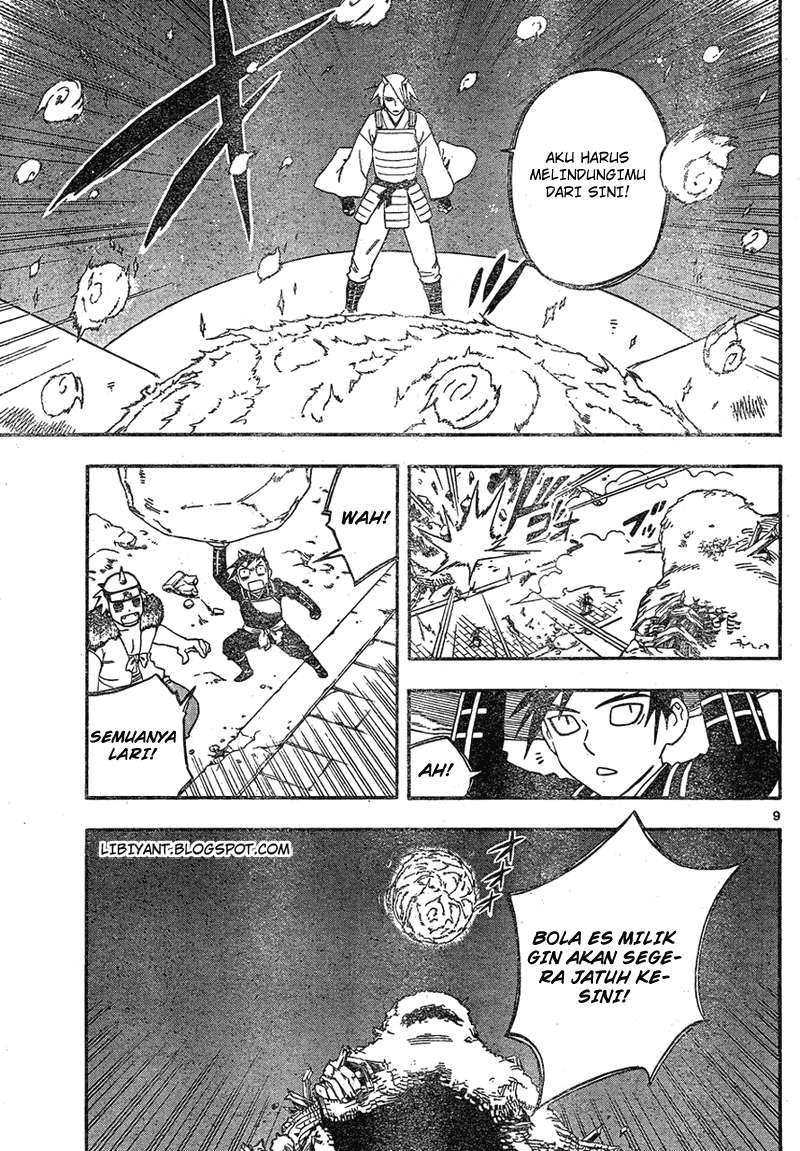 AKU HARUS
MELINDUNGIMU
DARI SINI!
WAH!
SEMUANYA
LARI!
AH!
9
LIBIYANT.BLOGSPOT.COM
BOLA ES MILIK
GIN AKAN SEGE-
RA JATUH KE-
SINI!